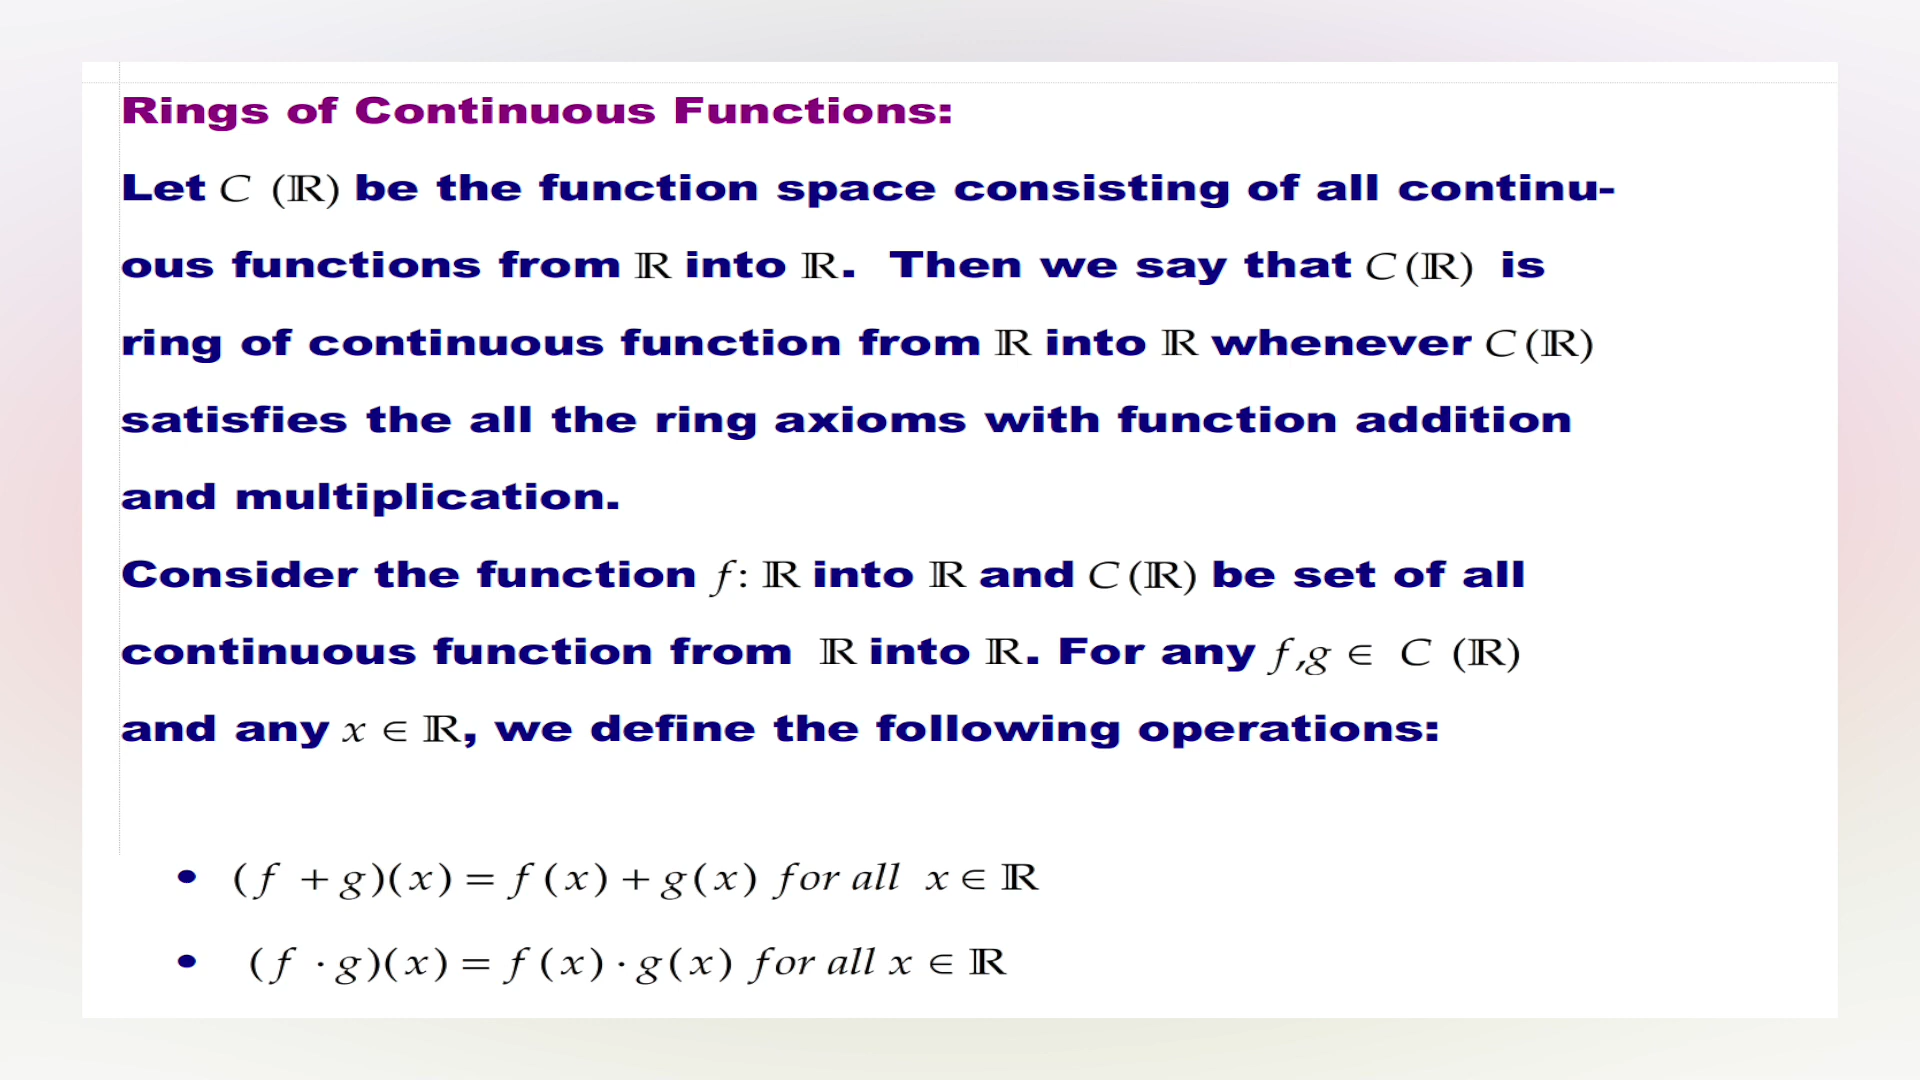 Rings of Continuous Functions:
Let C (ℝ) be the function space consisting of all continu-
ous functions from ℝ into ℝ. Then we say that C(ℝ) is
ring of continuous function from ℝ into ℝ whenever C(ℝ)
satisfies the all the ring axioms with function addition
and multiplication.
Consider the function f: ℝ into ℝ and C(ℝ) be set of all
continuous function from ℝ into ℝ. For any f,g ∈ C (ℝ)
and any x ∈ ℝ, we define the following operations:
• (f + g)(x) = f(x) + g(x) for all x ∈ ℝ
• (f · g)(x) = f(x) · g(x) for all x ∈ ℝ